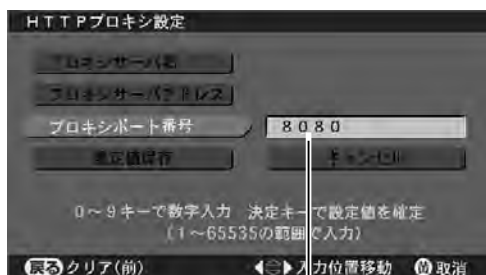 HTTPプロキシ設定
プロキシサーバ名
プロキシサーバアドレス
プロキシポート番号 8080
設定値保存 キャンセル
0～9キーで数字入力 決定キーで設定値を確定
(1～65535の範囲で入力)
戻る クリア(前) 入力位置移動 M 取消